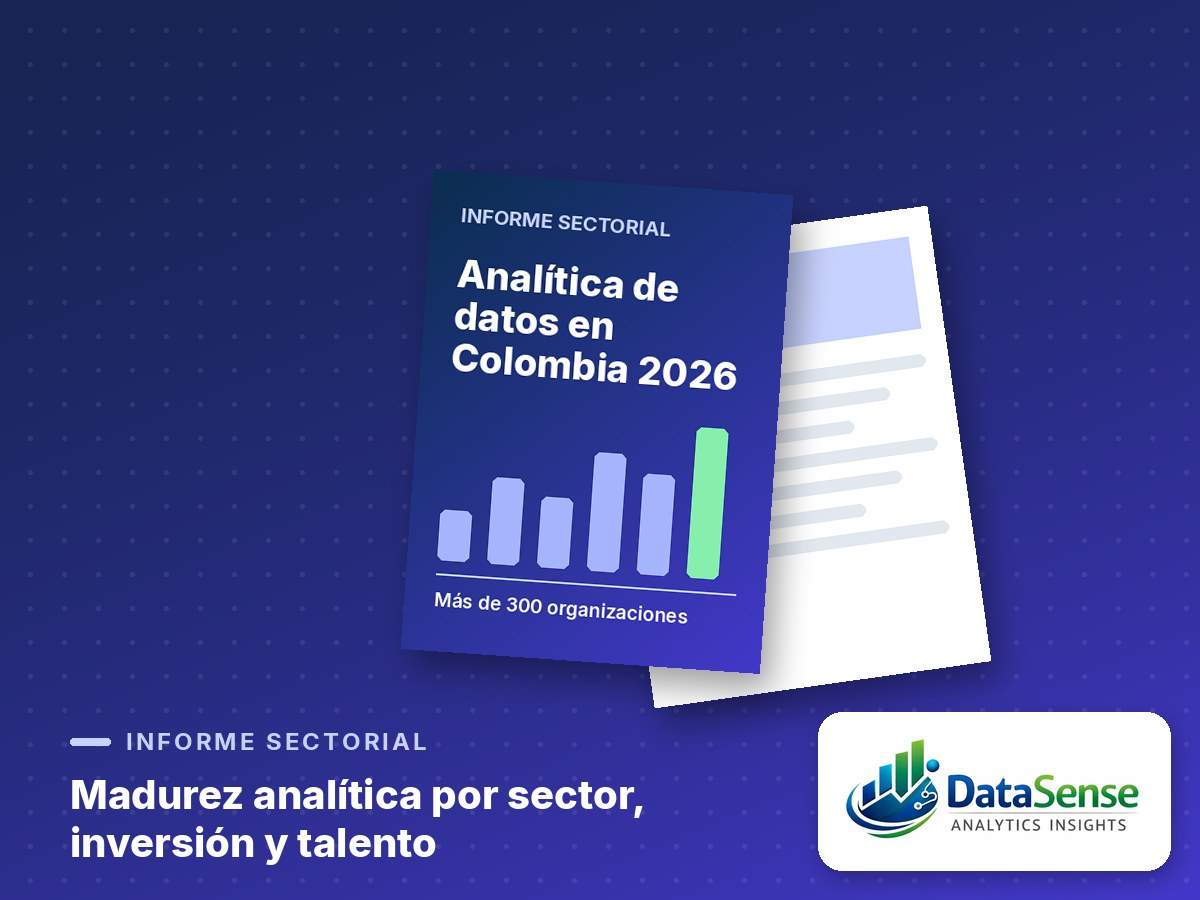 INFORME SECTORIAL
Analítica de
datos en
Colombia 2026
Más de 300 organizaciones
INFORME SECTORIAL
Madurez analítica por sector,
inversión y talento
DataSense
ANALYTICS INSIGHTS